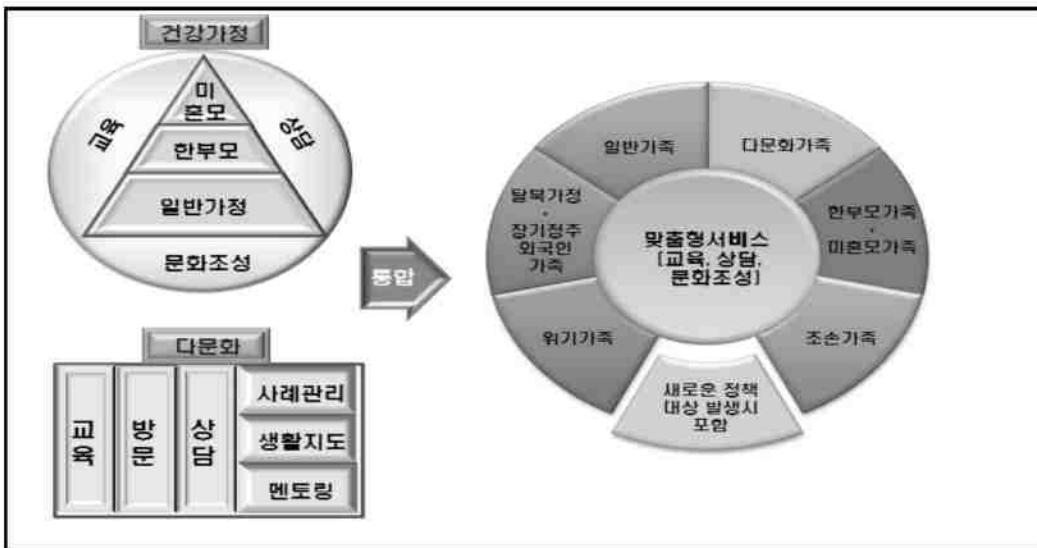 건강가정
미
혼모
한부모
일반가정
교육
상담
문화조성
다문화
교육
방문
상담
사례관리
생활지도
멘토링
통합
일반가족
다문화가족
탈북가정
·
장기정주
외국인
가족
한부모가족
·
미혼모가족
맞춤형서비스
[교육, 상담,
문화조성]
위기가족
조손가족
새로운 정책
대상 발생시
포함